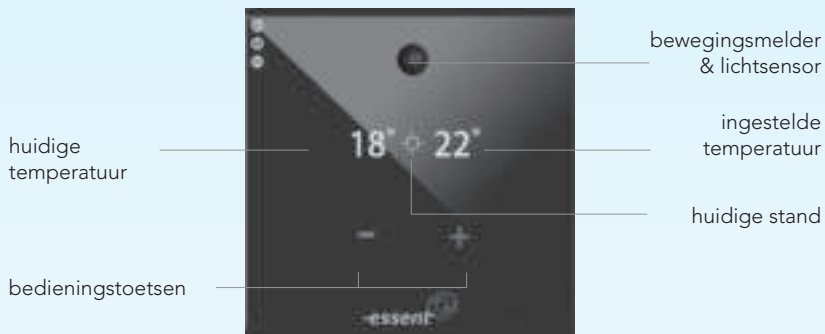 bewegingsmelder
& lichtsensor
huidige
temperatuur
18° 22°
ingestelde
temperatuur
huidige stand
- +
bedieningstoetsen
essent